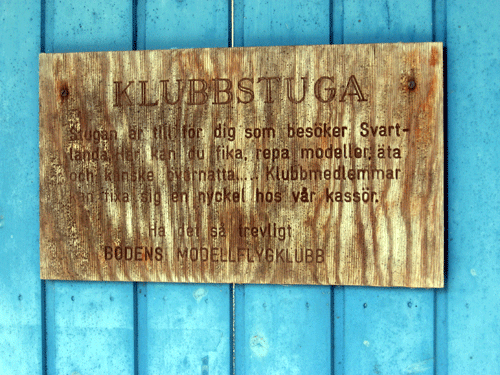 KLUBBSTUGA
Stugan är till för dig som besöker Svart-
landa. Här kan du fika, repa modeller, äta
och kanske övernatta.... Klubbmedlemmar
kan fixa sig en nyckel hos vår kassör.
Ha det så trevligt
BODENS MODELLFLYGKLUBB